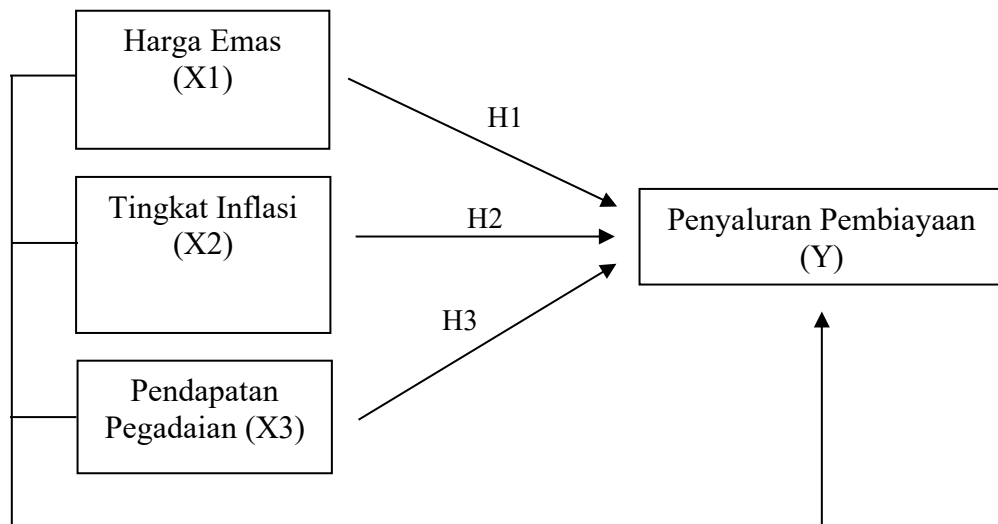 Harga Emas
(X1)
H1
Tingkat Inflasi
(X2)
H2
Penyaluran Pembiayaan
(Y)
H3
Pendapatan
Pegadaian (X3)